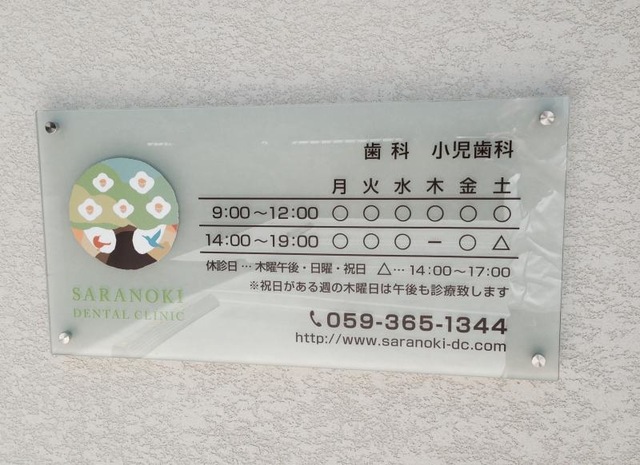 歯科 小児歯科
月 火 水 木 金 土
9:00〜12:00 ○ ○ ○ ○ ○ ○
14:00〜19:00 ○ ○ ○ − ○ △
休診日…木曜午後・日曜・祝日 △…14:00〜17:00
※祝日がある週の木曜日は午後も診療致します
SARANOKI
DENTAL CLINIC
059-365-1344
http://www.saranoki-dc.com